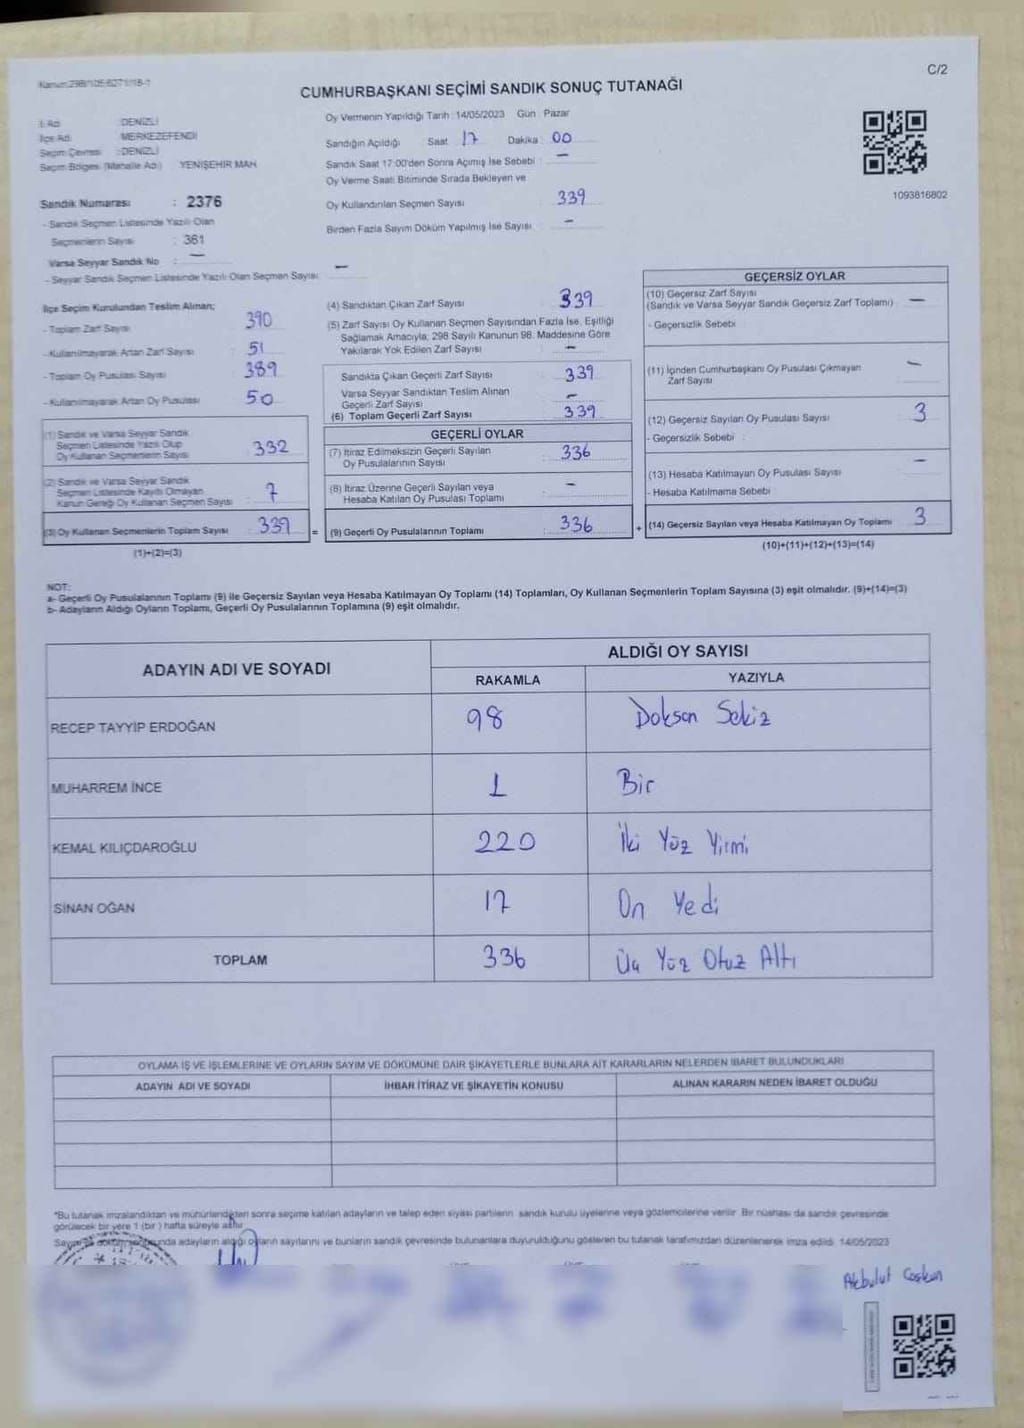 C/2
CUMHURBAŞKANI SEÇİMİ SANDIK SONUÇ TUTANAĞI
İl Adı :DENİZLİ
İlçe Adı :MERKEZEFENDİ
Seçim Çevresi :DENİZLİ
Seçim Bölgesi (Mahalle Adı) YENİŞEHİR MAH
Sandık Numarası : 2376
- Sandık Seçmen Listesinde Yazılı Olan
Seçmenlerin Sayısı : 361
Varsa Seyyar Sandık No : —
- Seyyar Sandık Seçmen Listesinde Yazılı Olan Seçmen Sayısı —
Oy Vermenin Yapıldığı Tarih :14/05/2023 Gün : Pazar
Sandığın Açıldığı Saat 17 Dakika 00
Sandık Saat 17:00'den Sonra Açımış İse Sebebi : —
Oy Verme Saati Bitiminde Sırada Bekleyen ve
Oy Kullandırılan Seçmen Sayısı 339
Birden Fazla Sayım Döküm Yapılmış İse Sayısı —
1093816802
İlçe Seçim Kurulundan Teslim Alınan;
- Toplam Zarf Sayısı 390
- Kullanılmayarak Artan Zarf Sayısı 51
- Toplam Oy Pusulası Sayısı 389
- Kullanılmayarak Artan Oy Pusulası 50
(1) Sandık ve Varsa Seyyar Sandık
Seçmen Listesinde Yazılı Olup
Oy Kullanan Seçmenlerin Sayısı 332
(2) Sandık ve Varsa Seyyar Sandık
Seçmen Listesinde Kayıtlı Olmayan
Kanun Gereği Oy Kullanan Seçmen Sayısı 7
(3) Oy Kullanan Seçmenlerin Toplam Sayısı 339 =
(1)+(2)=(3)
(4) Sandıktan Çıkan Zarf Sayısı 339
(5) Zarf Sayısı Oy Kullanan Seçmen Sayısından Fazla İse, Eşitliği
Sağlamak Amacıyla; 298 Sayılı Kanunun 98. Maddesine Göre
Yakılarak Yok Edilen Zarf Sayısı : —
Sandıkta Çıkan Geçerli Zarf Sayısı 339
Varsa Seyyar Sandıktan Teslim Alınan
Geçerli Zarf Sayısı —
(6) Toplam Geçerli Zarf Sayısı 339
GEÇERLİ OYLAR
(7) İtiraz Edilmeksizin Geçerli Sayılan
Oy Pusulalarının Sayısı 336
(8) İtiraz Üzerine Geçerli Sayılan veya
Hesaba Katılan Oy Pusulası Toplamı —
(9) Geçerli Oy Pusulalarının Toplamı 336 +
GEÇERSİZ OYLAR
(10) Geçersiz Zarf Sayısı
(Sandık ve Varsa Seyyar Sandık Geçersiz Zarf Toplamı) —
- Geçersizlik Sebebi :
(11) İçinden Cumhurbaşkanı Oy Pusulası Çıkmayan
Zarf Sayısı —
(12) Geçersiz Sayılan Oy Pusulası Sayısı 3
- Geçersizlik Sebebi :
(13) Hesaba Katılmayan Oy Pusulası Sayısı —
- Hesaba Katılmama Sebebi
(14) Geçersiz Sayılan veya Hesaba Katılmayan Oy Toplamı 3
(10)+(11)+(12)+(13)=(14)
NOT:
a- Geçerli Oy Pusulalarının Toplamı (9) ile Geçersiz Sayılan veya Hesaba Katılmayan Oy Toplamı (14) Toplamları, Oy Kullanan Seçmenlerin Toplam Sayısına (3) eşit olmalıdır. (9)+(14)=(3)
b- Adayların Aldığı Oyların Toplamı, Geçerli Oy Pusulalarının Toplamına (9) eşit olmalıdır.
ADAYIN ADI VE SOYADI
ALDIĞI OY SAYISI
RAKAMLA YAZIYLA
RECEP TAYYİP ERDOĞAN 98 Doksan Sekiz
MUHARREM İNCE 1 Bir
KEMAL KILIÇDAROĞLU 220 İki Yüz Yirmi
SİNAN OĞAN 17 On Yedi
TOPLAM 336 Üç Yüz Otuz Altı
OYLAMA İŞ VE İŞLEMLERİNE VE OYLARIN SAYIM VE DÖKÜMÜNE DAİR ŞİKAYETLERLE BUNLARA AİT KARARLARIN NELERDEN İBARET BULUNDUKLARI
ADAYIN ADI VE SOYADI İHBAR İTİRAZ VE ŞİKAYETİN KONUSU ALINAN KARARIN NEDEN İBARET OLDUĞU
*Bu tutanak imzalandıktan ve mühürlendikten sonra seçime katılan adayların ve talep eden siyasi partilerin sandık kurulu üyelerine veya gözlemcilerine verilir. Bir nüshası da sandık çevresinde
görülecek bir yere 1 (bir) hafta süreyle asılır
adayların aldığı oyların sayılarını ve bunların sandık çevresinde bulunanlara duyurulduğunu gösteren bu tutanak tarafımızdan düzenlenerek imza edildi. 14/05/2023
Akbulut Coşkun